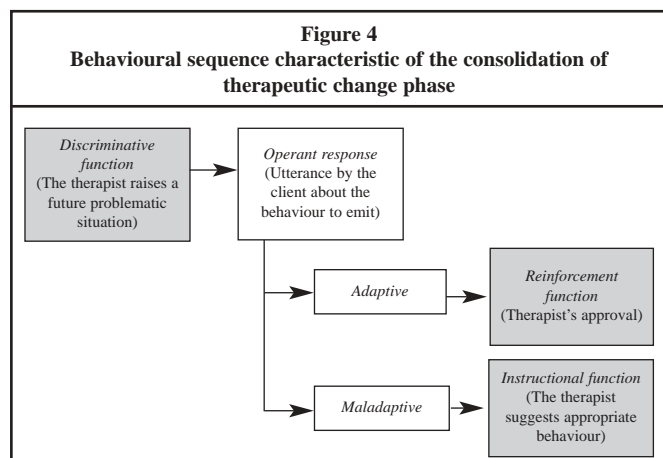 Figure 4
Behavioural sequence characteristic of the consolidation of
therapeutic change phase
Discriminative
function
(The therapist raises a
future problematic
situation)
Operant response
(Utterance by the
client about the
behaviour to emit)
Adaptive
Reinforcement
function
(Therapist's approval)
Maladaptive
Instructional function
(The therapist
suggests appropriate
behaviour)